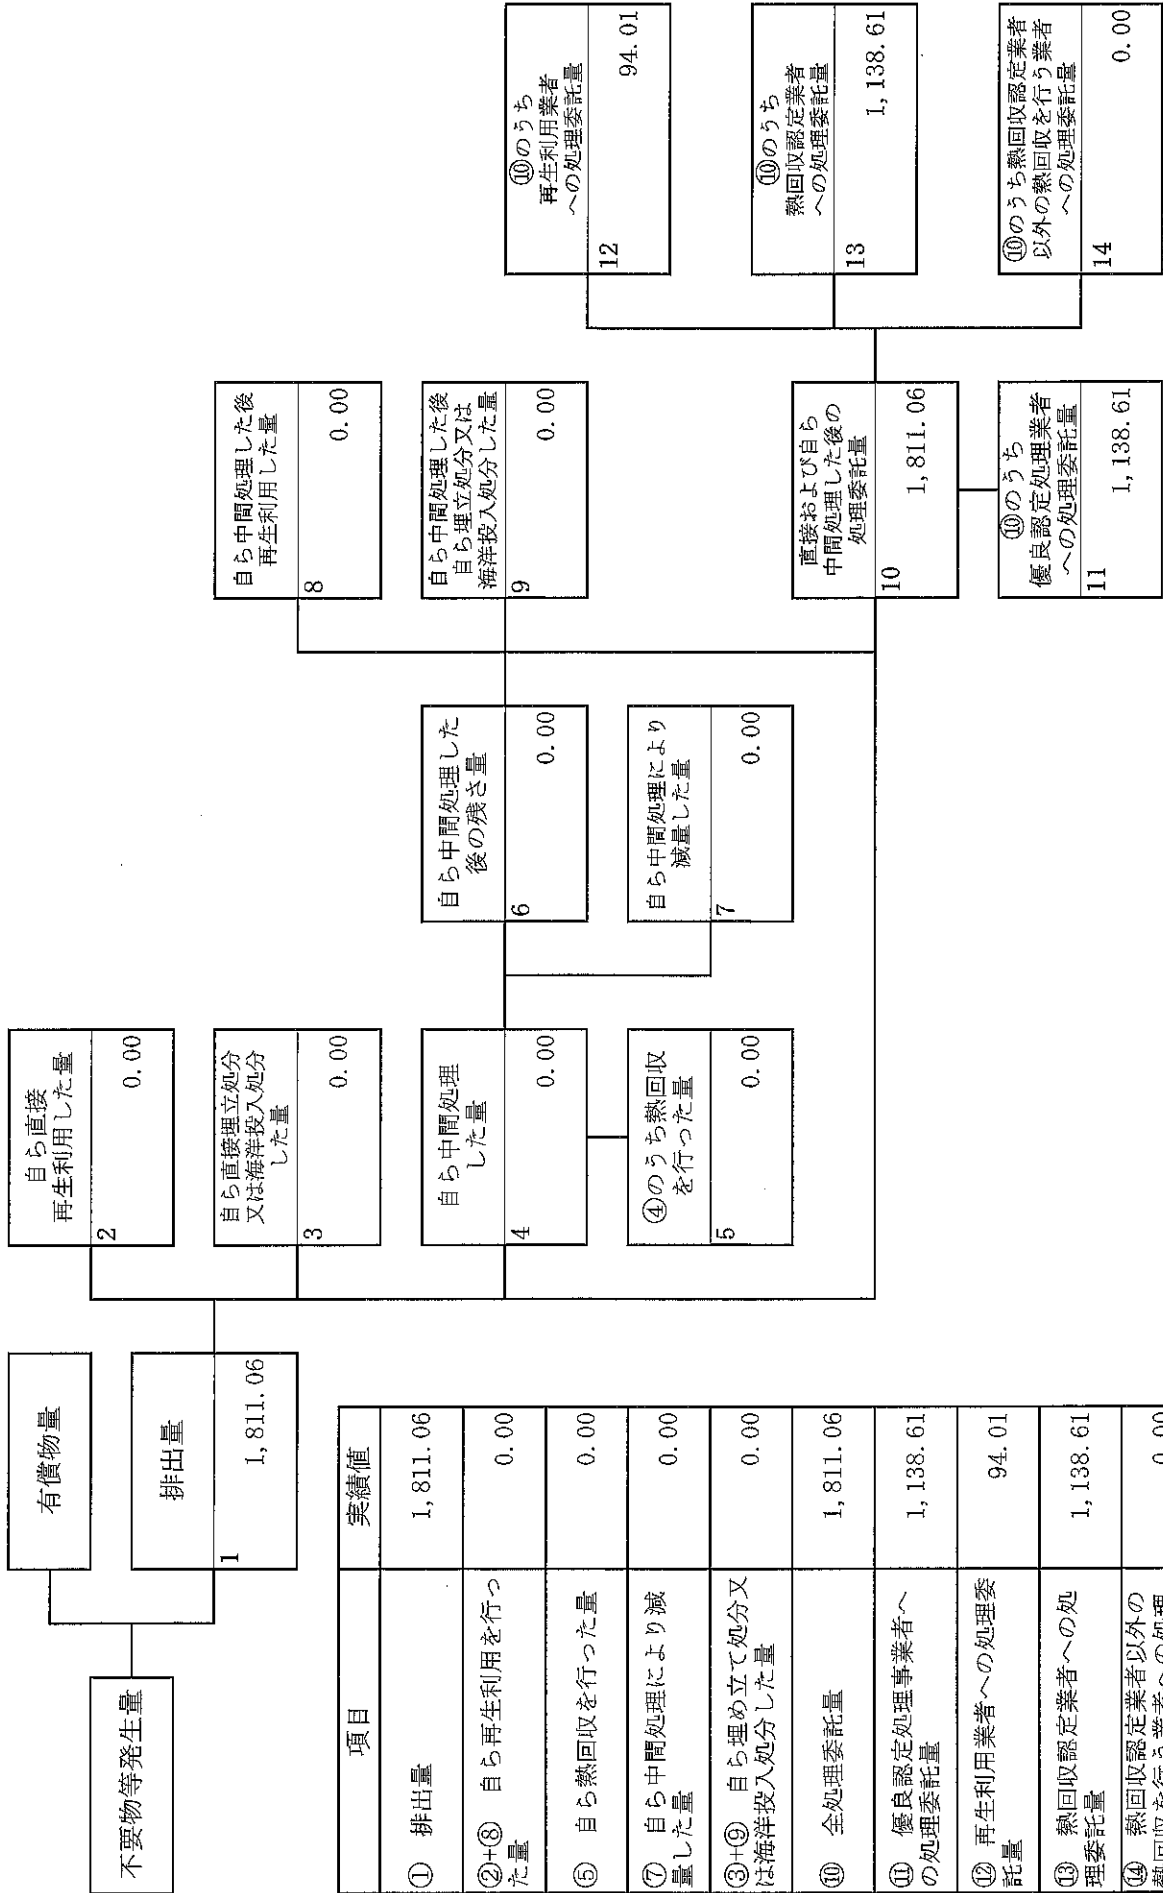 不要物等発生量
有償物量
排出量
1
1,811.06
自ら直接
再生利用した量
2
0.00
自ら直接埋立処分
又は海洋投入処分
した量
3
0.00
自ら中間処理
した量
4
0.00
④のうち熱回収
を行った量
5
0.00
自ら中間処理した
後の残さ量
6
0.00
自ら中間処理により
減量した量
7
0.00
自ら中間処理した後
再生利用した量
8
0.00
自ら中間処理した後
自ら埋立処分又は
海洋投入処分した量
9
0.00
直接および自ら
中間処理した後の
処理委託量
10
1,811.06
⑩のうち
優良認定処理業者
への処理委託量
11
1,138.61
⑩のうち
再生利用業者
への処理委託量
12
94.01
⑩のうち
熱回収認定業者
への処理委託量
13
1,138.61
⑩のうち熱回収認定業者
以外の熱回収を行う業者
への処理委託量
14
0.00
項目 実績値
① 排出量 1,811.06
②+⑧ 自ら再生利用を行っ
た量 0.00
⑤ 自ら熱回収を行った量 0.00
⑦ 自ら中間処理により減
量した量 0.00
③+⑨ 自ら埋め立て処分又
は海洋投入処分した量 0.00
⑩ 全処理委託量 1,811.06
⑪ 優良認定処理事業者へ
の処理委託量 1,138.61
⑫ 再生利用業者への処理委
託量 94.01
⑬ 熱回収認定業者への処
理委託量 1,138.61
⑭ 熱回収認定業者以外の
熱回収を行う業者への処理
0.00